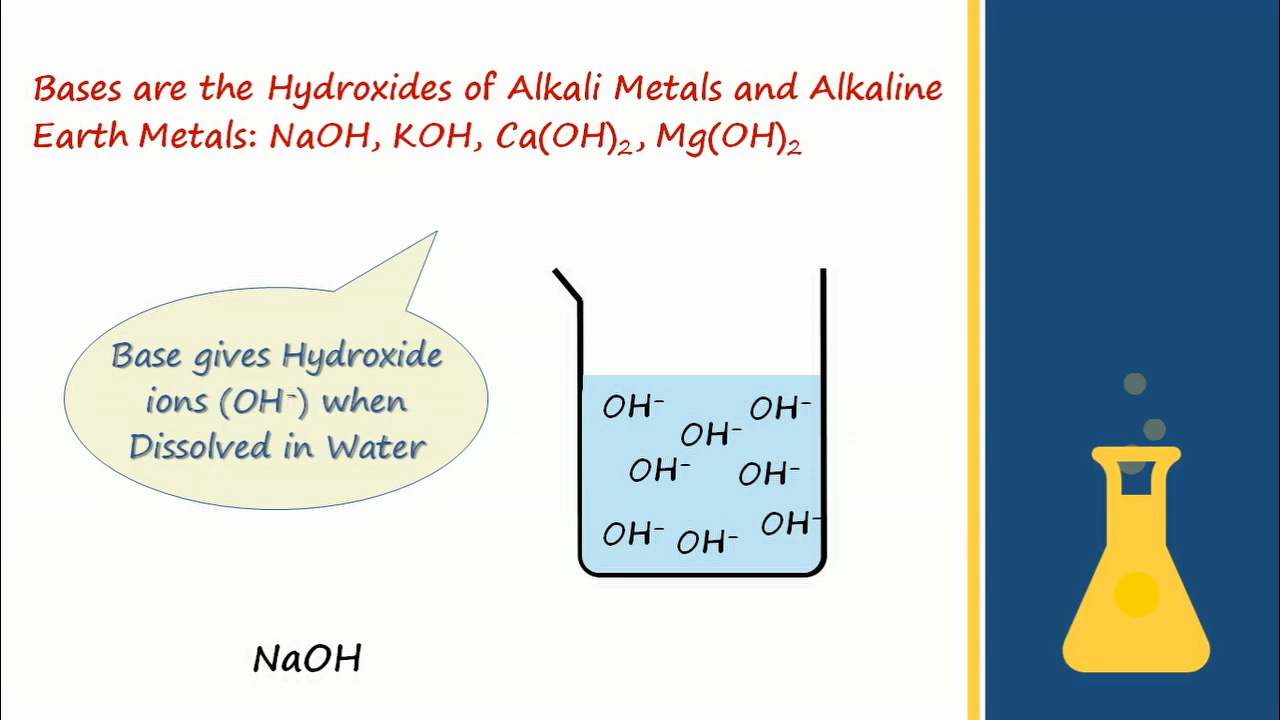 Bases are the Hydroxides of Alkali Metals and Alkaline
Earth Metals: NaOH, KOH, Ca(OH)₂, Mg(OH)₂
Base gives Hydroxide
ions (OH⁻) when
Dissolved in Water
OH⁻
OH⁻
OH⁻
OH⁻
OH⁻
OH⁻
OH⁻
OH⁻
NaOH